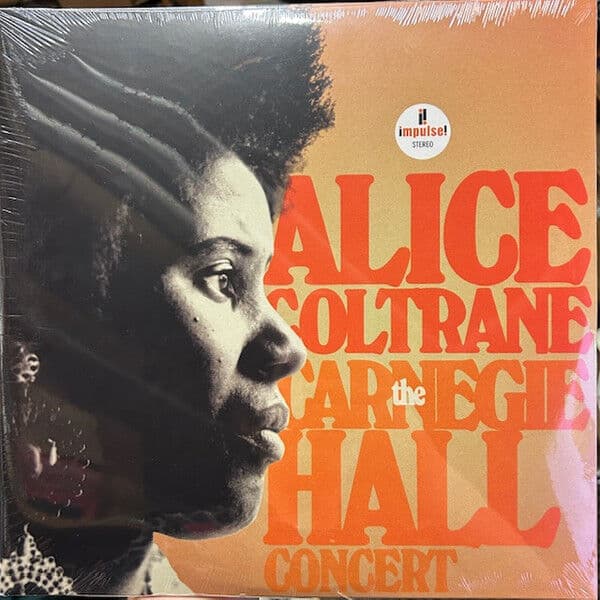 impulse!
STEREO
ALICE
COLTRANE
the
CARNEGIE
HALL
CONCERT